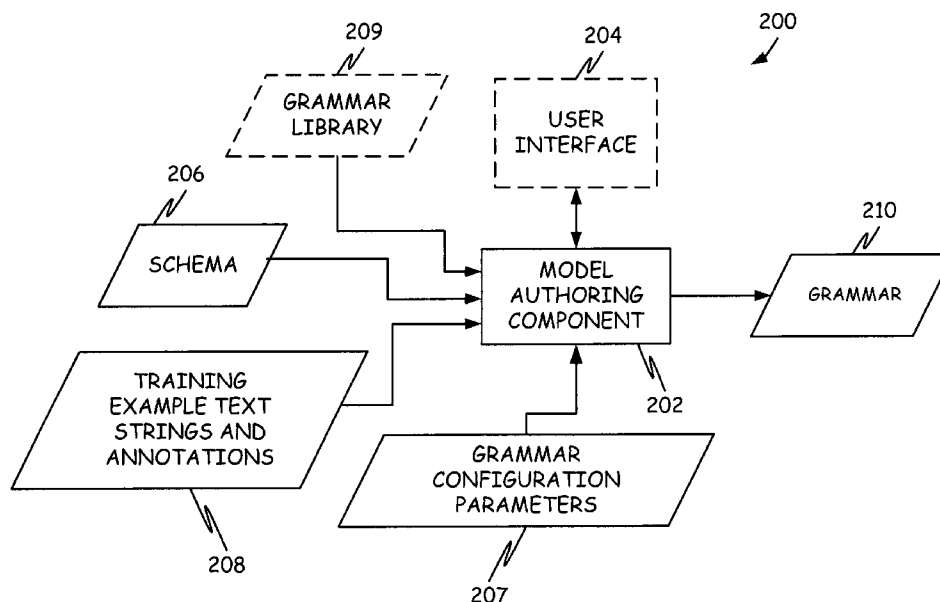 200
209
204
GRAMMAR
LIBRARY
USER
INTERFACE
206
210
SCHEMA
MODEL
AUTHORING
COMPONENT
GRAMMAR
TRAINING
EXAMPLE TEXT
STRINGS AND
ANNOTATIONS
202
GRAMMAR
CONFIGURATION
PARAMETERS
208
207